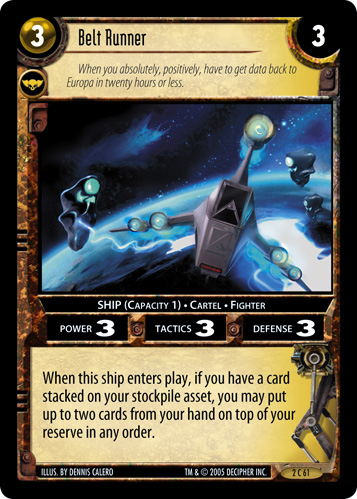 3 Belt Runner 3
When you absolutely, positively, have to get data back to
Europa in twenty hours or less.
SHIP (CAPACITY 1) • CARTEL • FIGHTER
POWER 3 TACTICS 3 DEFENSE 3
When this ship enters play, if you have a card
stacked on your stockpile asset, you may put
up to two cards from your hand on top of your
reserve in any order.
ILLUS. BY DENNIS CALERO TM & © 2005 DECIPHER INC. 2 C 61